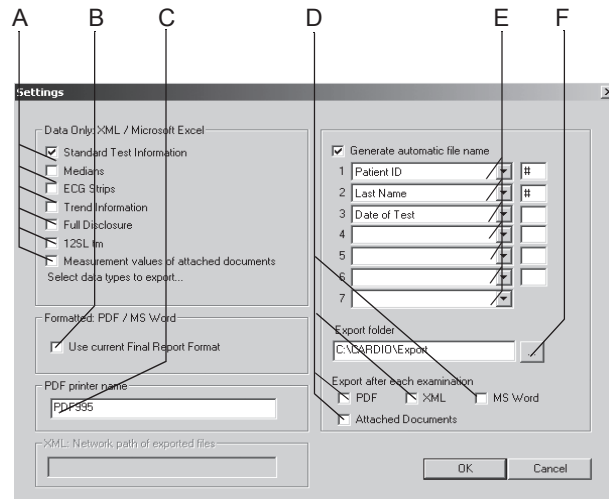 A B C D E F
Settings
Data Only: XML / Microsoft Excel
Standard Test Information
Medians
ECG Strips
Trend Information
Full Disclosure
12SL tm
Measurement values of attached documents
Select data types to export...
Formatted: PDF / MS Word
Use current Final Report Format
PDF printer name
PDF995
XML: Network path of exported files
Generate automatic file name
1 Patient ID #
2 Last Name #
3 Date of Test
4
5
6
7
Export folder
C:\CARDIO\Export ...
Export after each examination
PDF XML MS Word
Attached Documents
OK Cancel